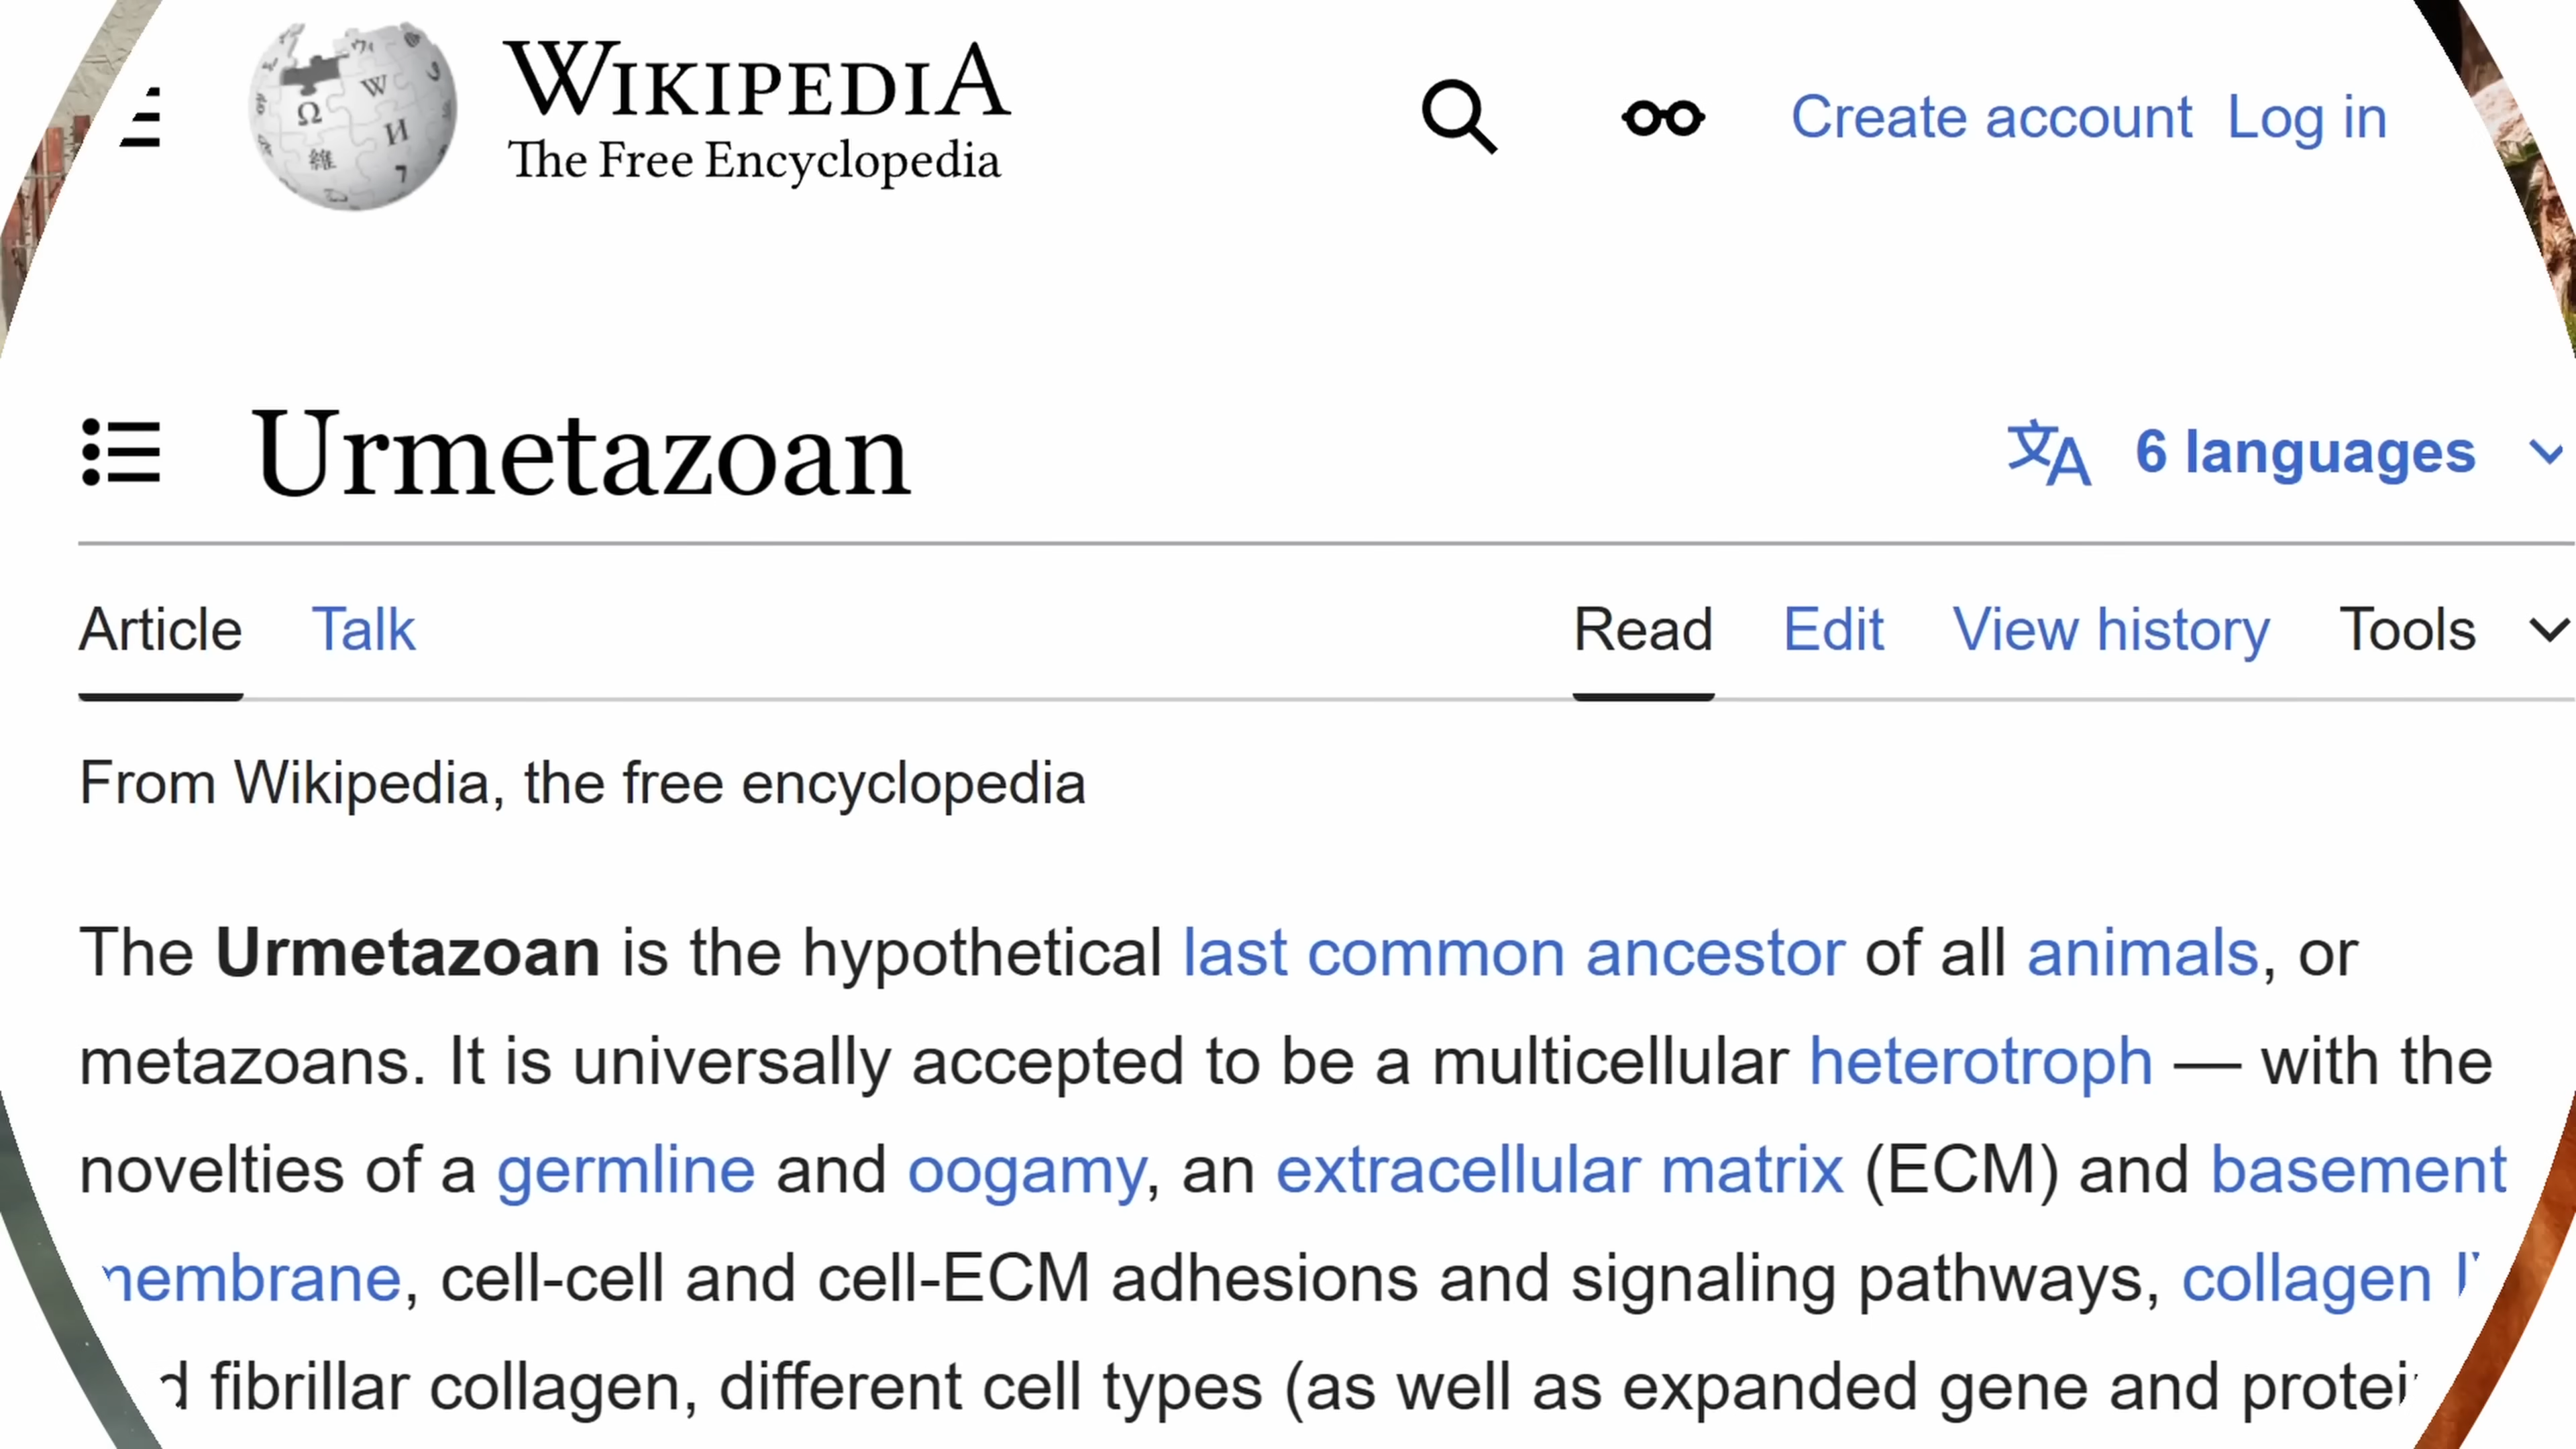 WIKIPEDIA
The Free Encyclopedia
Create account Log in
Urmetazoan
6 languages
Article Talk Read Edit View history Tools
From Wikipedia, the free encyclopedia
The Urmetazoan is the hypothetical last common ancestor of all animals, or
metazoans. It is universally accepted to be a multicellular heterotroph — with the
novelties of a germline and oogamy, an extracellular matrix (ECM) and basement
membrane, cell-cell and cell-ECM adhesions and signaling pathways, collagen
fibrillar collagen, different cell types (as well as expanded gene and